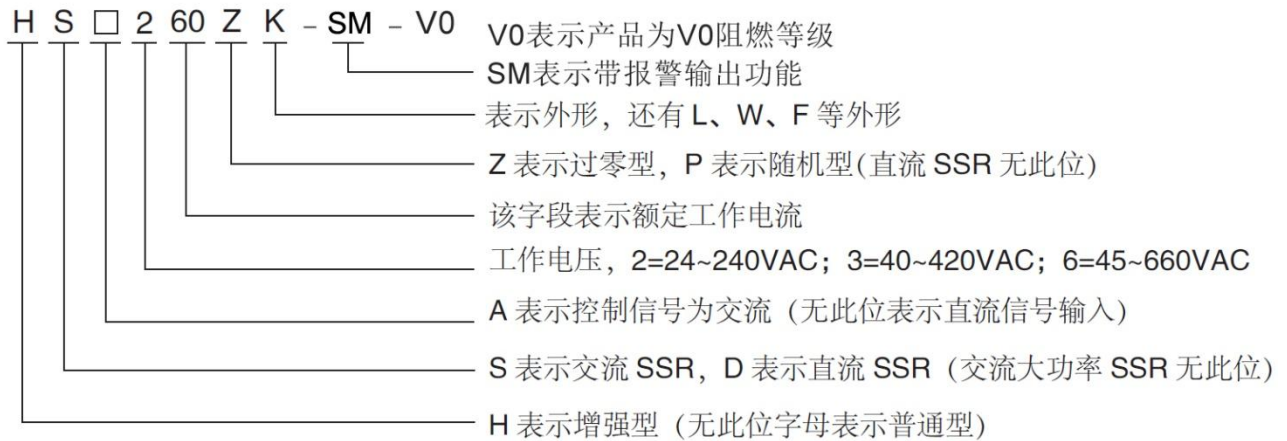 H S □ 2 60 Z K - SM - V0
V0表示产品为V0阻燃等级
SM表示带报警输出功能
表示外形，还有 L、W、F 等外形
Z 表示过零型，P 表示随机型(直流 SSR 无此位)
该字段表示额定工作电流
工作电压，2=24~240VAC；3=40~420VAC；6=45~660VAC
A 表示控制信号为交流（无此位表示直流信号输入）
S 表示交流 SSR，D 表示直流 SSR（交流大功率 SSR 无此位）
H 表示增强型（无此位字母表示普通型）